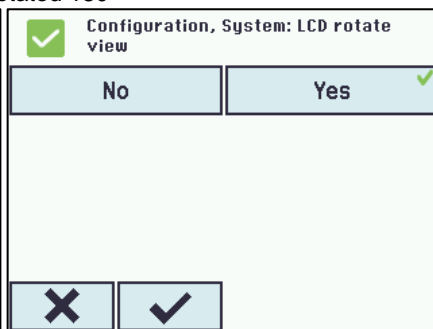 Configuration, System: LCD rotate
view
No
Yes